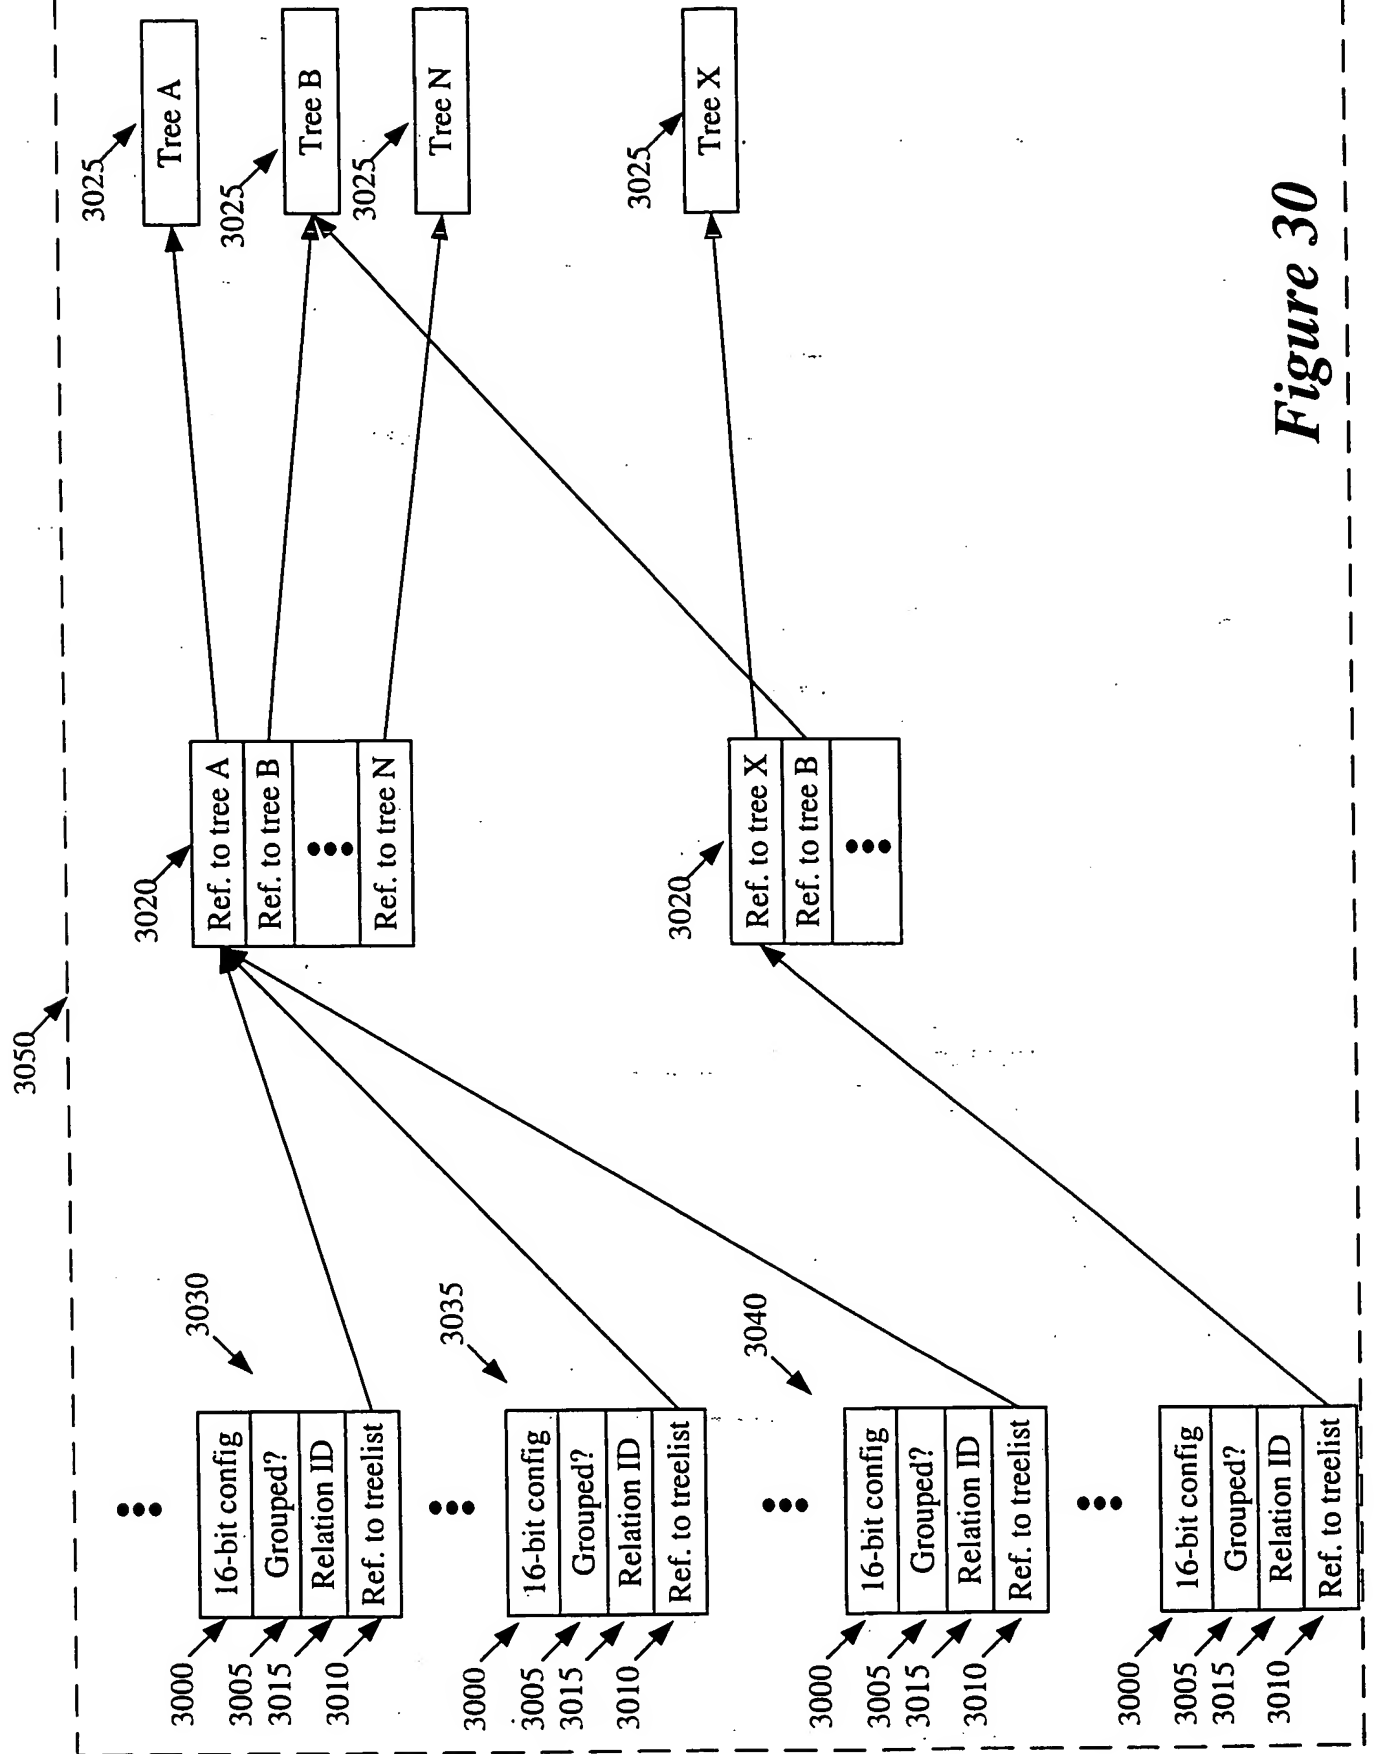 3050
3000
3005
3015
3010
16-bit config
Grouped?
Relation ID
Ref. to treelist
3030
3020
Ref. to tree A
Ref. to tree B
•••
Ref. to tree N
3025
Tree A
3025
Tree B
3025
Tree N
•••
3000
3005
3015
3010
16-bit config
Grouped?
Relation ID
Ref. to treelist
3035
•••
3000
3005
3015
3010
16-bit config
Grouped?
Relation ID
Ref. to treelist
3040
•••
3020
Ref. to tree X
Ref. to tree B
•••
3025
Tree X
•••
3000
3005
3015
3010
16-bit config
Grouped?
Relation ID
Ref. to treelist
Figure 30